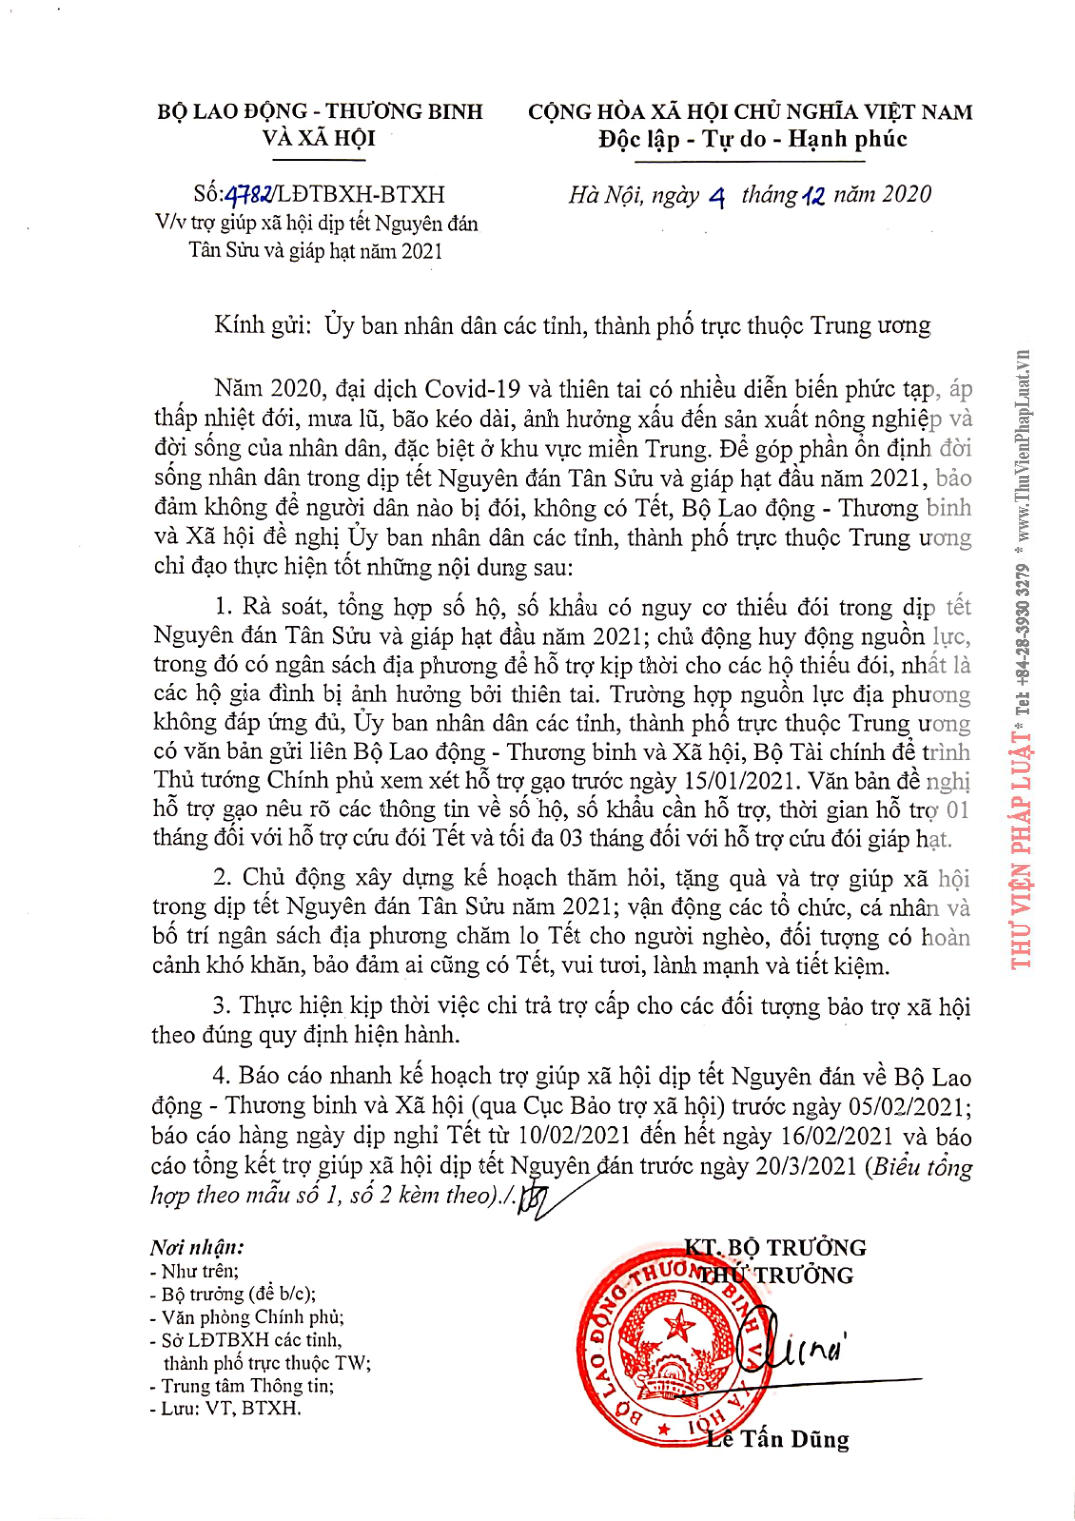 BỘ LAO ĐỘNG - THƯƠNG BINH
VÀ XÃ HỘI
CỘNG HÒA XÃ HỘI CHỦ NGHĨA VIỆT NAM
Độc lập - Tự do - Hạnh phúc
Số:4782/LĐTBXH-BTXH
V/v trợ giúp xã hội dịp tết Nguyên đán
Tân Sửu và giáp hạt năm 2021
Hà Nội, ngày 4 tháng 12 năm 2020
Kính gửi: Ủy ban nhân dân các tỉnh, thành phố trực thuộc Trung ương
Năm 2020, đại dịch Covid-19 và thiên tai có nhiều diễn biến phức tạp, áp
thấp nhiệt đới, mưa lũ, bão kéo dài, ảnh hưởng xấu đến sản xuất nông nghiệp và
đời sống của nhân dân, đặc biệt ở khu vực miền Trung. Để góp phần ổn định đời
sống nhân dân trong dịp tết Nguyên đán Tân Sửu và giáp hạt đầu năm 2021, bảo
đảm không để người dân nào bị đói, không có Tết, Bộ Lao động - Thương binh
và Xã hội đề nghị Ủy ban nhân dân các tỉnh, thành phố trực thuộc Trung ương
chỉ đạo thực hiện tốt những nội dung sau:
1. Rà soát, tổng hợp số hộ, số khẩu có nguy cơ thiếu đói trong dịp tết
Nguyên đán Tân Sửu và giáp hạt đầu năm 2021; chủ động huy động nguồn lực,
trong đó có ngân sách địa phương để hỗ trợ kịp thời cho các hộ thiếu đói, nhất là
các hộ gia đình bị ảnh hưởng bởi thiên tai. Trường hợp nguồn lực địa phương
không đáp ứng đủ, Ủy ban nhân dân các tỉnh, thành phố trực thuộc Trung ương
có văn bản gửi liên Bộ Lao động - Thương binh và Xã hội, Bộ Tài chính để trình
Thủ tướng Chính phủ xem xét hỗ trợ gạo trước ngày 15/01/2021. Văn bản đề nghị
hỗ trợ gạo nêu rõ các thông tin về số hộ, số khẩu cần hỗ trợ, thời gian hỗ trợ 01
tháng đối với hỗ trợ cứu đói Tết và tối đa 03 tháng đối với hỗ trợ cứu đói giáp hạt.
2. Chủ động xây dựng kế hoạch thăm hỏi, tặng quà và trợ giúp xã hội
trong dịp tết Nguyên đán Tân Sửu năm 2021; vận động các tổ chức, cá nhân và
bố trí ngân sách địa phương chăm lo Tết cho người nghèo, đối tượng có hoàn
cảnh khó khăn, bảo đảm ai cũng có Tết, vui tươi, lành mạnh và tiết kiệm.
3. Thực hiện kịp thời việc chi trả trợ cấp cho các đối tượng bảo trợ xã hội
theo đúng quy định hiện hành.
4. Báo cáo nhanh kế hoạch trợ giúp xã hội dịp tết Nguyên đán về Bộ Lao
động - Thương binh và Xã hội (qua Cục Bảo trợ xã hội) trước ngày 05/02/2021;
báo cáo hàng ngày dịp nghỉ Tết từ 10/02/2021 đến hết ngày 16/02/2021 và báo
cáo tổng kết trợ giúp xã hội dịp tết Nguyên đán trước ngày 20/3/2021 (Biểu tổng
hợp theo mẫu số 1, số 2 kèm theo)./.
Nơi nhận:
- Như trên;
- Bộ trưởng (để b/c);
- Văn phòng Chính phủ;
- Sở LĐTBXH các tỉnh,
thành phố trực thuộc TW;
- Trung tâm Thông tin;
- Lưu: VT, BTXH.
KT. BỘ TRƯỞNG
THỨ TRƯỞNG
BỘ LAO ĐỘNG THƯƠNG BINH VÀ XÃ HỘI
Lê Tấn Dũng
THƯ VIỆN PHÁP LUẬT * Tel: +84-28-3930 3279 * www.ThuVienPhapLuat.vn